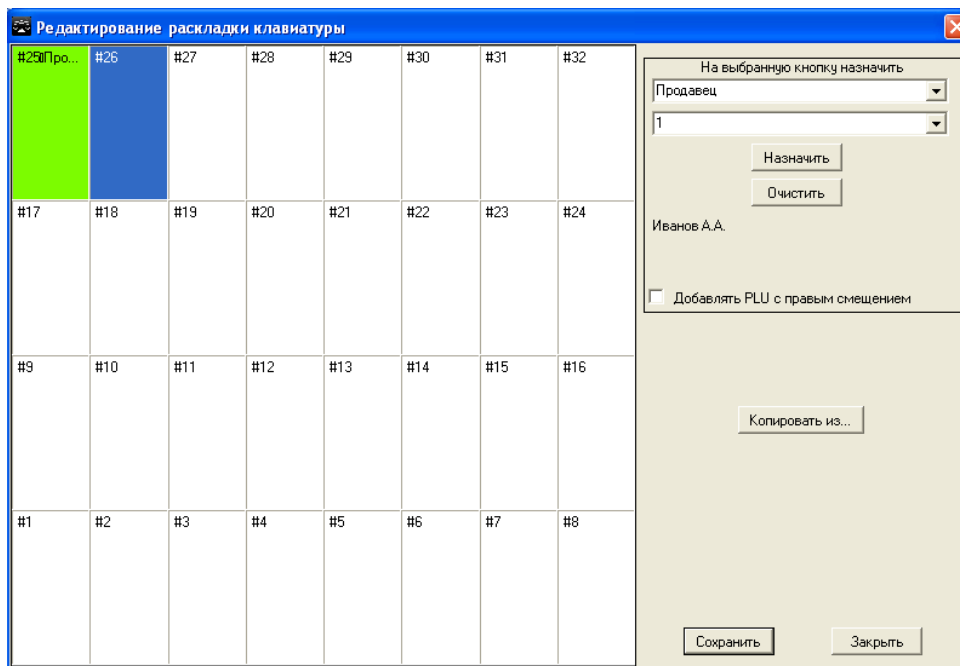 Редактирование раскладки клавиатуры
#25 Про... #26 #27 #28 #29 #30 #31 #32
На выбранную кнопку назначить
Продавец
1
Назначить
Очистить
#17 #18 #19 #20 #21 #22 #23 #24
Иванов А.А.
Добавлять PLU с правым смещением
#9 #10 #11 #12 #13 #14 #15 #16
Копировать из...
#1 #2 #3 #4 #5 #6 #7 #8
Сохранить Закрыть